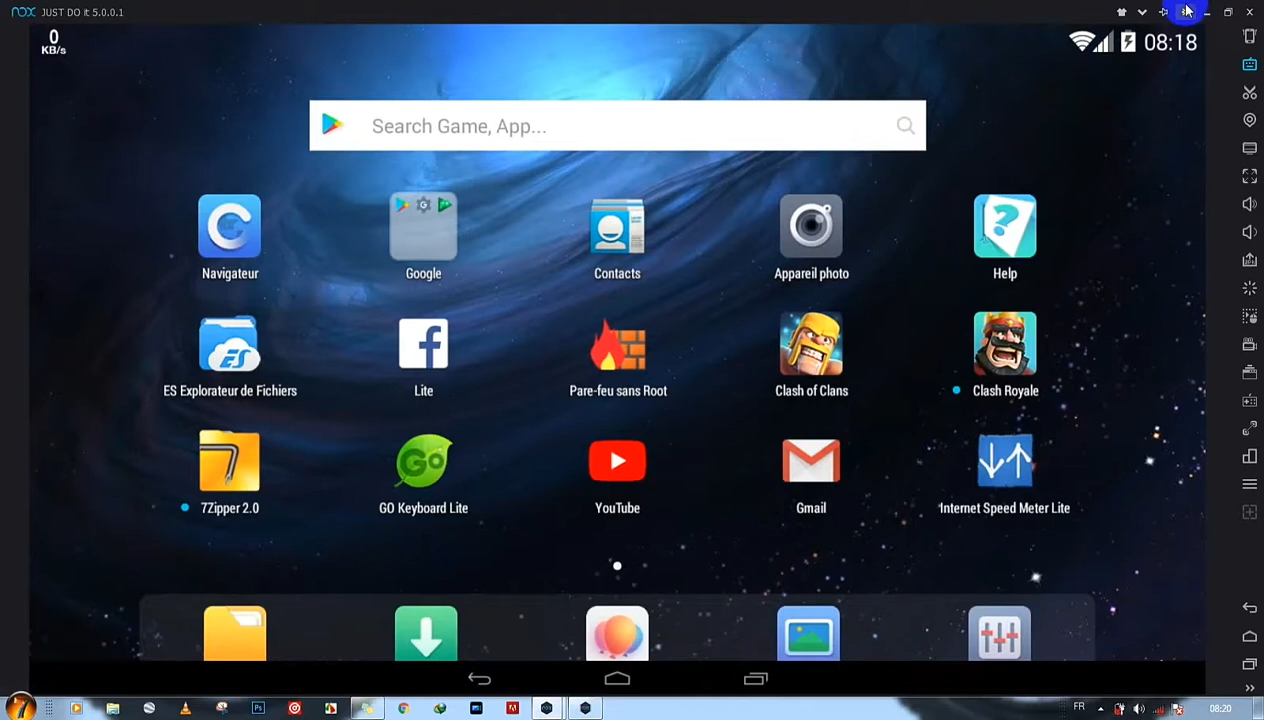 nox JUST DO it 5.0.0.1
0
KB/s
08:18
Search Game, App...
Navigateur
Google
Contacts
Appareil photo
Help
ES Explorateur de Fichiers
Lite
Pare-feu sans Root
Clash of Clans
Clash Royale
7Zipper 2.0
GO Keyboard Lite
YouTube
Gmail
Internet Speed Meter Lite
FR
08:20